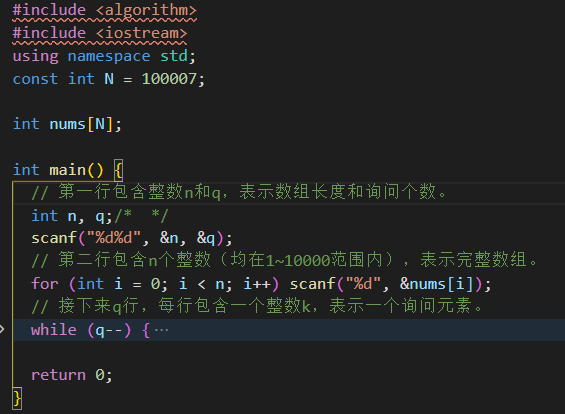 #include <algorithm>
#include <iostream>
using namespace std;
const int N = 100007;
int nums[N];
int main() {
// 第一行包含整数n和q，表示数组长度和询问个数。
int n, q;/*  */
scanf("%d%d", &n, &q);
// 第二行包含n个整数（均在1~10000范围内），表示完整数组。
for (int i = 0; i < n; i++) scanf("%d", &nums[i]);
// 接下来q行，每行包含一个整数k，表示一个询问元素。
while (q--) {…
return 0;
}